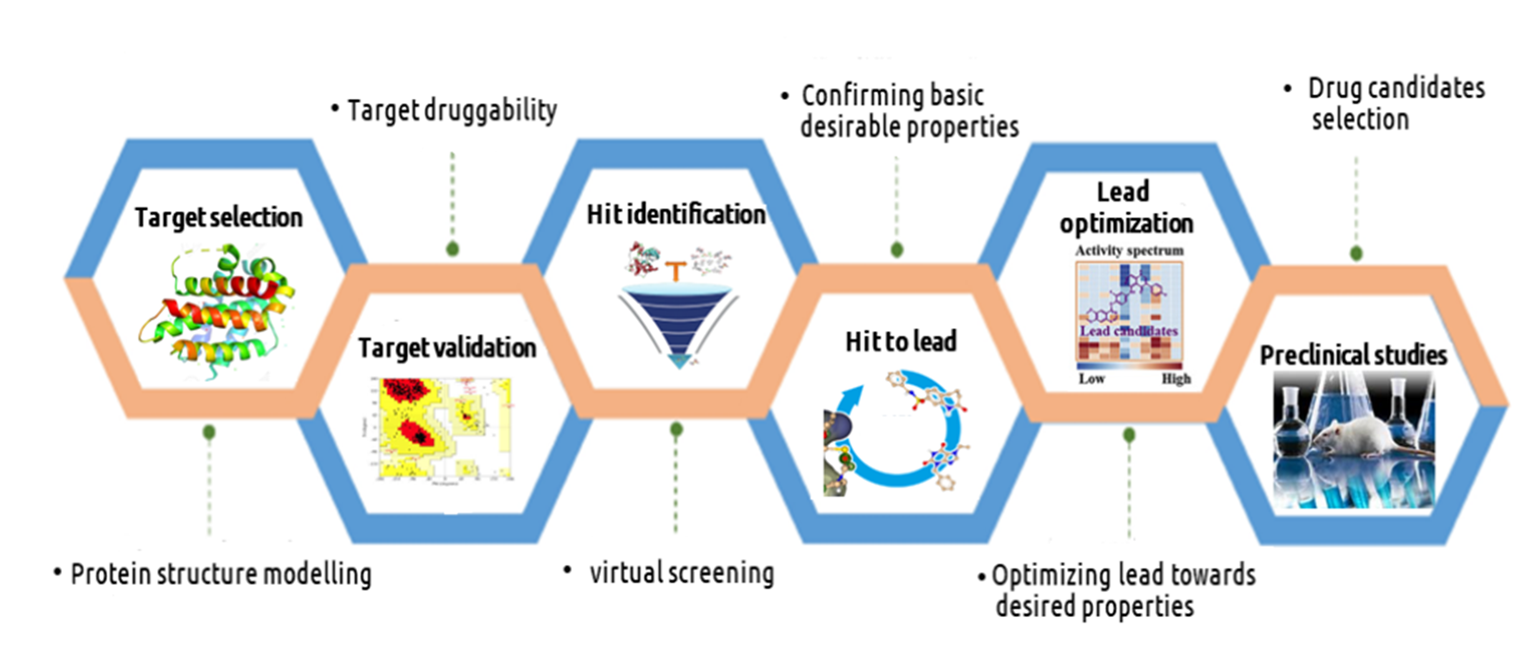 • Target druggability
• Confirming basic
desirable properties
• Drug candidates
selection
Target selection
Hit identification
Lead
optimization
Activity spectrum
Lead candidates
Low High
Target validation
Hit to lead
Preclinical studies
• Protein structure modelling
• virtual screening
• Optimizing lead towards
desired properties